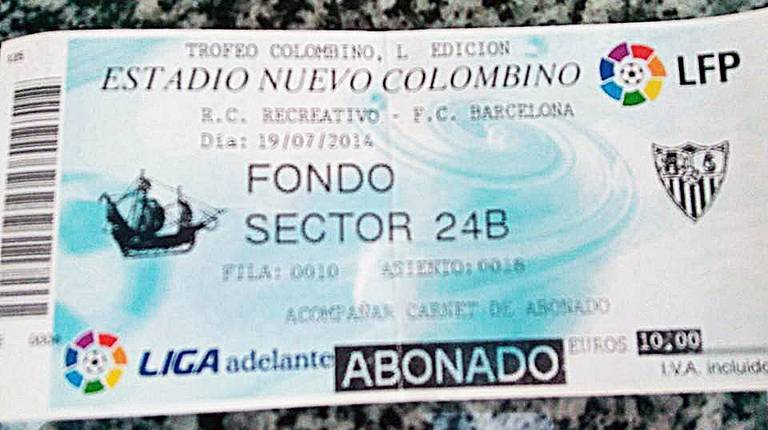 TROFEO COLOMBINO, L EDICION
ESTADIO NUEVO COLOMBINO
LFP
R.C. RECREATIVO - F.C. BARCELONA
Día: 19/07/2014
FONDO
SECTOR 24B
FILA: 0010 ASIENTO: 0018
ACOMPAÑAR CARNET DE ABONADO
LIGA adelante ABONADO EUROS 10.00
I.V.A. incluido